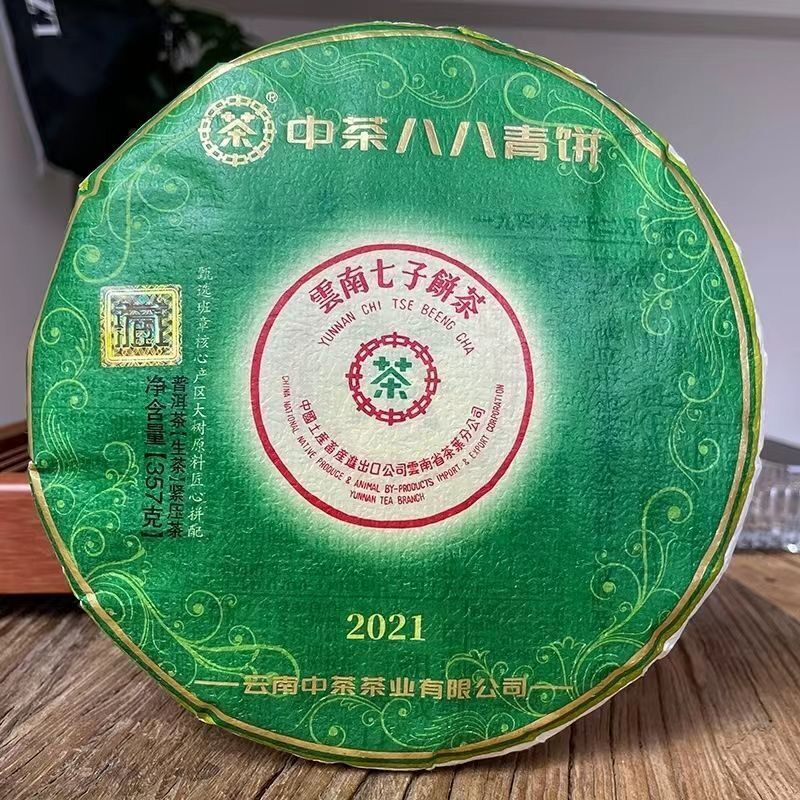 茶®
中茶八八青饼
甄选班章核心产区大树原料匠心拼配
藏
普洱茶[生茶]紧压茶
净含量【357克】
雲南七子餅茶
YUNNAN CHI TSE BEENG CHA
茶
中國土産畜産進出口公司雲南省茶葉分公司
CHINA NATIONAL NATIVE PRODUCE & ANIMAL BY-PRODUCTS IMPORT & EXPORT CORPORATION
YUNNAN TEA BRANCH
2021
云南中茶茶业有限公司